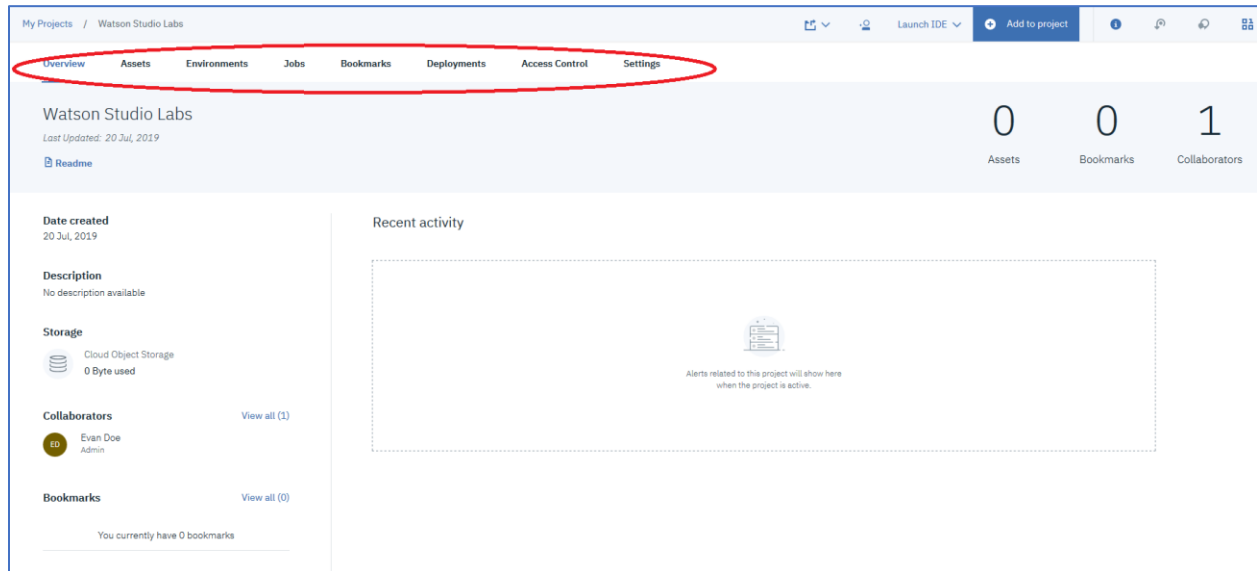 My Projects / Watson Studio Labs
Launch IDE
Add to project
Overview Assets Environments Jobs Bookmarks Deployments Access Control Settings
Watson Studio Labs
Last Updated: 20 Jul, 2019
Readme
0 0 1
Assets Bookmarks Collaborators
Date created
20 Jul, 2019
Recent activity
Description
No description available
Storage
Cloud Object Storage
0 Byte used
Alerts related to this project will show here
when the project is active.
Collaborators View all (1)
ED Evan Doe
Admin
Bookmarks View all (0)
You currently have 0 bookmarks